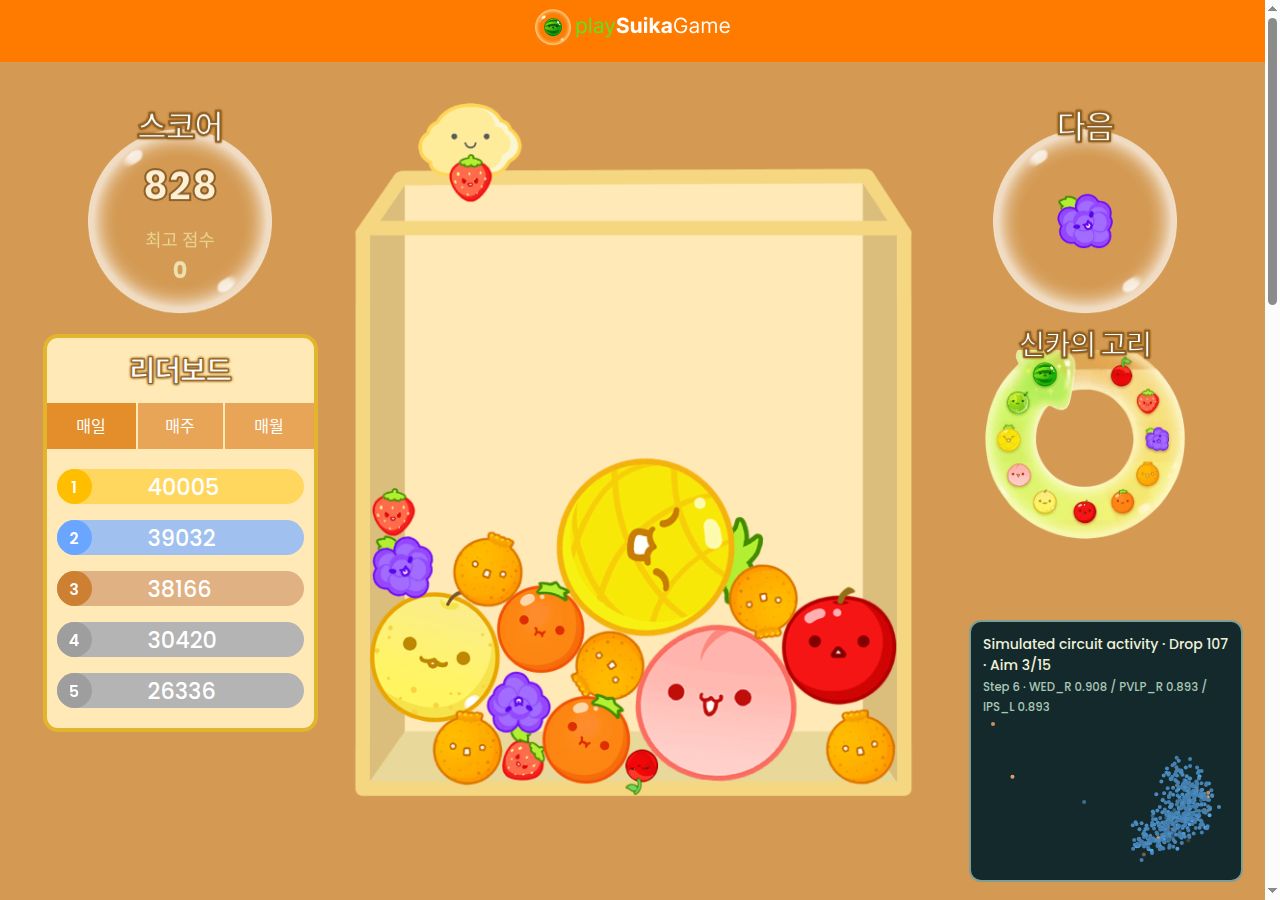 playSuikaGame
스코어
828
최고 점수
0
리더보드
매일 매주 매월
1 40005
2 39032
3 38166
4 30420
5 26336
다음
신카의 고리
Simulated circuit activity · Drop 107
· Aim 3/15
Step 6 · WED_R 0.908 / PVLP_R 0.893 /
IPS_L 0.893